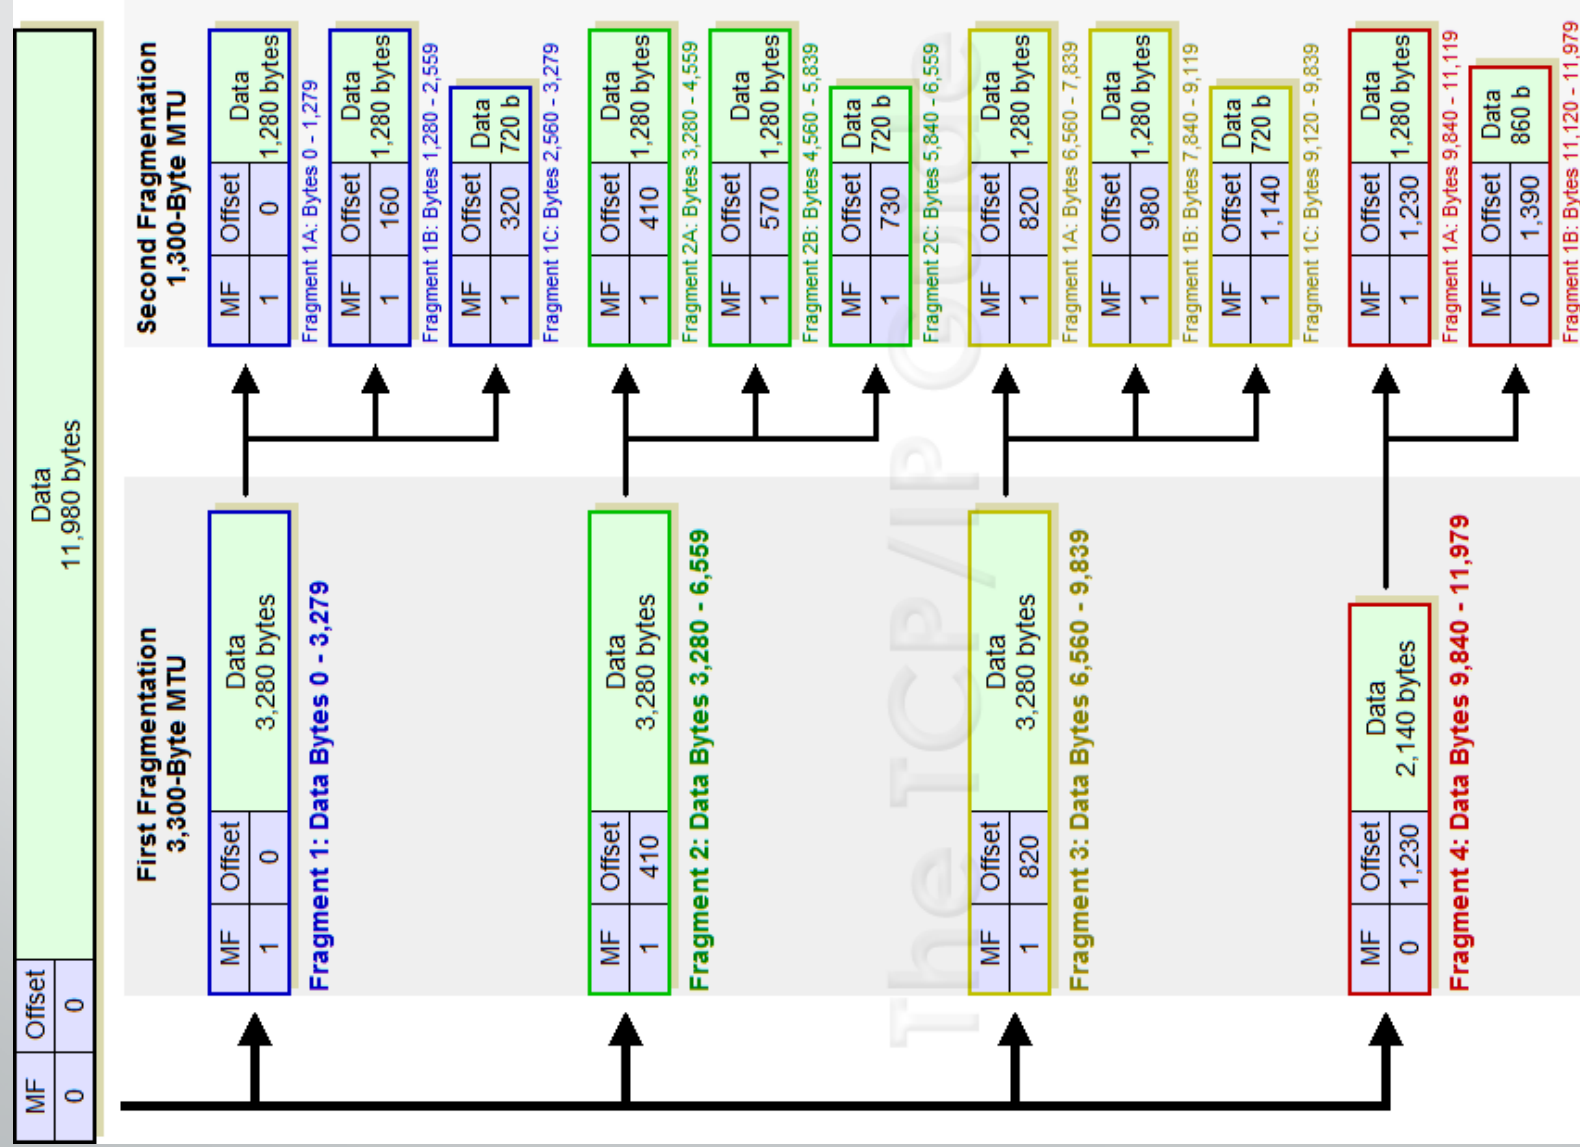 MF Offset Data
0 0 11,980 bytes
First Fragmentation
3,300-Byte MTU
MF Offset Data
1 0 3,280 bytes
Fragment 1: Data Bytes 0 - 3,279
MF Offset Data
1 410 3,280 bytes
Fragment 2: Data Bytes 3,280 - 6,559
MF Offset Data
1 820 3,280 bytes
Fragment 3: Data Bytes 6,560 - 9,839
MF Offset Data
0 1,230 2,140 bytes
Fragment 4: Data Bytes 9,840 - 11,979
Second Fragmentation
1,300-Byte MTU
MF Offset Data
1 0 1,280 bytes
Fragment 1A: Bytes 0 - 1,279
MF Offset Data
1 160 1,280 bytes
Fragment 1B: Bytes 1,280 - 2,559
MF Offset Data
1 320 720 b
Fragment 1C: Bytes 2,560 - 3,279
MF Offset Data
1 410 1,280 bytes
Fragment 2A: Bytes 3,280 - 4,559
MF Offset Data
1 570 1,280 bytes
Fragment 2B: Bytes 4,560 - 5,839
MF Offset Data
1 730 720 b
Fragment 2C: Bytes 5,840 - 6,559
MF Offset Data
1 820 1,280 bytes
Fragment 1A: Bytes 6,560 - 7,839
MF Offset Data
1 980 1,280 bytes
Fragment 1B: Bytes 7,840 - 9,119
MF Offset Data
1 1,140 720 b
Fragment 1C: Bytes 9,120 - 9,839
MF Offset Data
1 1,230 1,280 bytes
Fragment 1A: Bytes 9,840 - 11,119
MF Offset Data
0 1,390 860 b
Fragment 1B: Bytes 11,120 - 11,979
The TCP/IP Guide